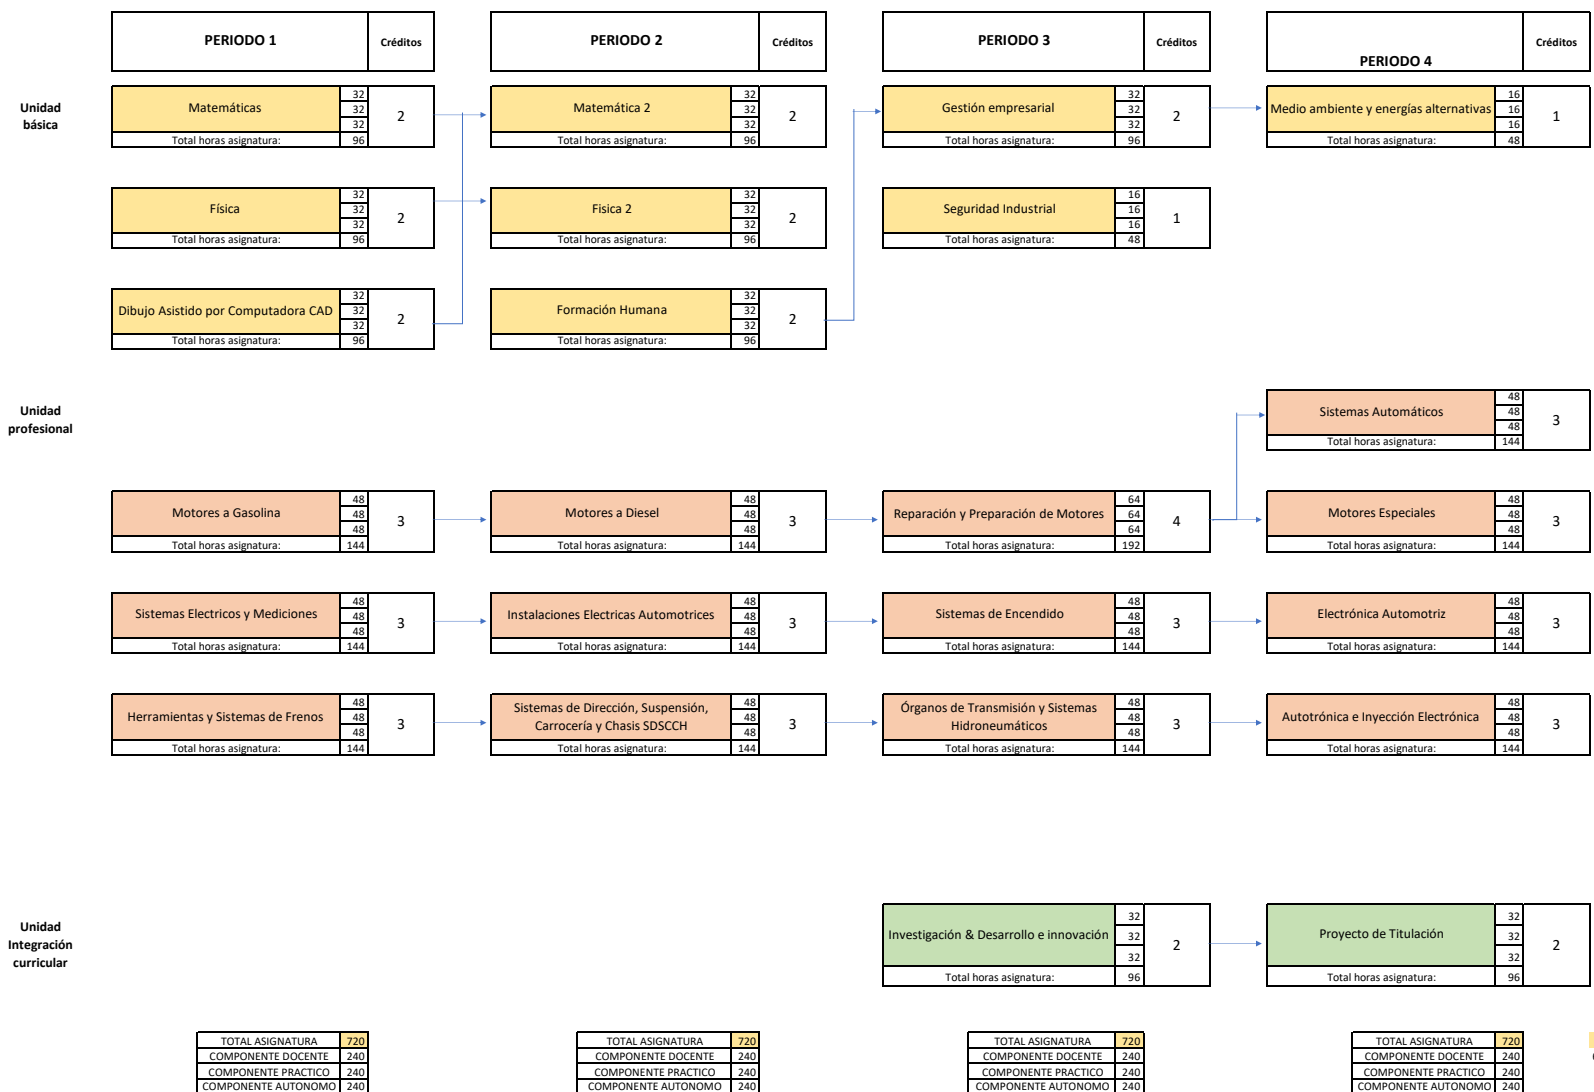 PERIODO 1 Créditos PERIODO 2 Créditos PERIODO 3 Créditos PERIODO 4 Créditos
Unidad
básica
Matemáticas 32 32 32 2
Total horas asignatura: 96
Matemática 2 32 32 32 2
Total horas asignatura: 96
Gestión empresarial 32 32 32 2
Total horas asignatura: 96
Medio ambiente y energías alternativas 16 16 16 1
Total horas asignatura: 48
Física 32 32 32 2
Total horas asignatura: 96
Fisica 2 32 32 32 2
Total horas asignatura: 96
Seguridad Industrial 16 16 16 1
Total horas asignatura: 48
Dibujo Asistido por Computadora CAD 32 32 32 2
Total horas asignatura: 96
Formación Humana 32 32 32 2
Total horas asignatura: 96
Unidad
profesional
Sistemas Automáticos 48 48 48 3
Total horas asignatura: 144
Motores a Gasolina 48 48 48 3
Total horas asignatura: 144
Motores a Diesel 48 48 48 3
Total horas asignatura: 144
Reparación y Preparación de Motores 64 64 64 4
Total horas asignatura: 192
Motores Especiales 48 48 48 3
Total horas asignatura: 144
Sistemas Electricos y Mediciones 48 48 48 3
Total horas asignatura: 144
Instalaciones Electricas Automotrices 48 48 48 3
Total horas asignatura: 144
Sistemas de Encendido 48 48 48 3
Total horas asignatura: 144
Electrónica Automotriz 48 48 48 3
Total horas asignatura: 144
Herramientas y Sistemas de Frenos 48 48 48 3
Total horas asignatura: 144
Sistemas de Dirección, Suspensión,
Carrocería y Chasis SDSCCH 48 48 48 3
Total horas asignatura: 144
Órganos de Transmisión y Sistemas
Hidroneumáticos 48 48 48 3
Total horas asignatura: 144
Autotrónica e Inyección Electrónica 48 48 48 3
Total horas asignatura: 144
Unidad
Integración
curricular
Investigación & Desarrollo e innovación 32 32 32 2
Total horas asignatura: 96
Proyecto de Titulación 32 32 32 2
Total horas asignatura: 96
TOTAL ASIGNATURA 720 TOTAL ASIGNATURA 720 TOTAL ASIGNATURA 720 TOTAL ASIGNATURA 720
COMPONENTE DOCENTE 240 COMPONENTE DOCENTE 240 COMPONENTE DOCENTE 240 COMPONENTE DOCENTE 240
COMPONENTE PRACTICO 240 COMPONENTE PRACTICO 240 COMPONENTE PRACTICO 240 COMPONENTE PRACTICO 240
COMPONENTE AUTONOMO 240 COMPONENTE AUTONOMO 240 COMPONENTE AUTONOMO 240 COMPONENTE AUTONOMO 240